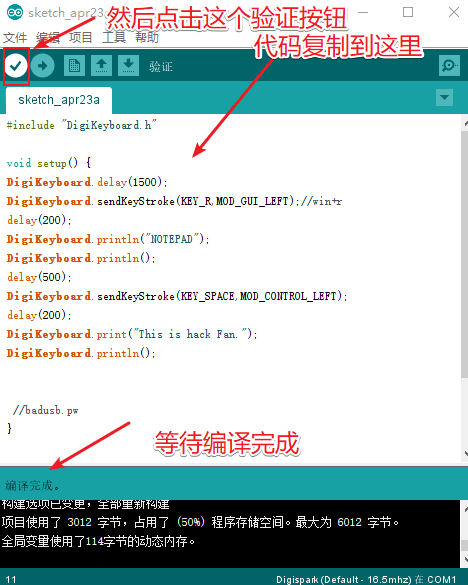 sketch_apr23a
然后点击这个验证按钮
文件 编辑 项目 工具 帮助
代码复制到这里
验证
sketch_apr23a
#include "DigiKeyboard.h"
void setup() {
DigiKeyboard.delay(1500);
DigiKeyboard.sendKeyStroke(KEY_R,MOD_GUI_LEFT);//win+r
delay(200);
DigiKeyboard.println("NOTEPAD");
DigiKeyboard.println();
delay(500);
DigiKeyboard.sendKeyStroke(KEY_SPACE,MOD_CONTROL_LEFT);
delay(200);
DigiKeyboard.print("This is hack Fan.");
DigiKeyboard.println();
//badusb.pw
}
等待编译完成
编译完成。
构建选项已变更，全部重新构建
项目使用了 3012 字节，占用了 (50%) 程序存储空间。最大为 6012 字节。
全局变量使用了114字节的动态内存。
11
Digispark (Default - 16.5mhz) 在 COM1